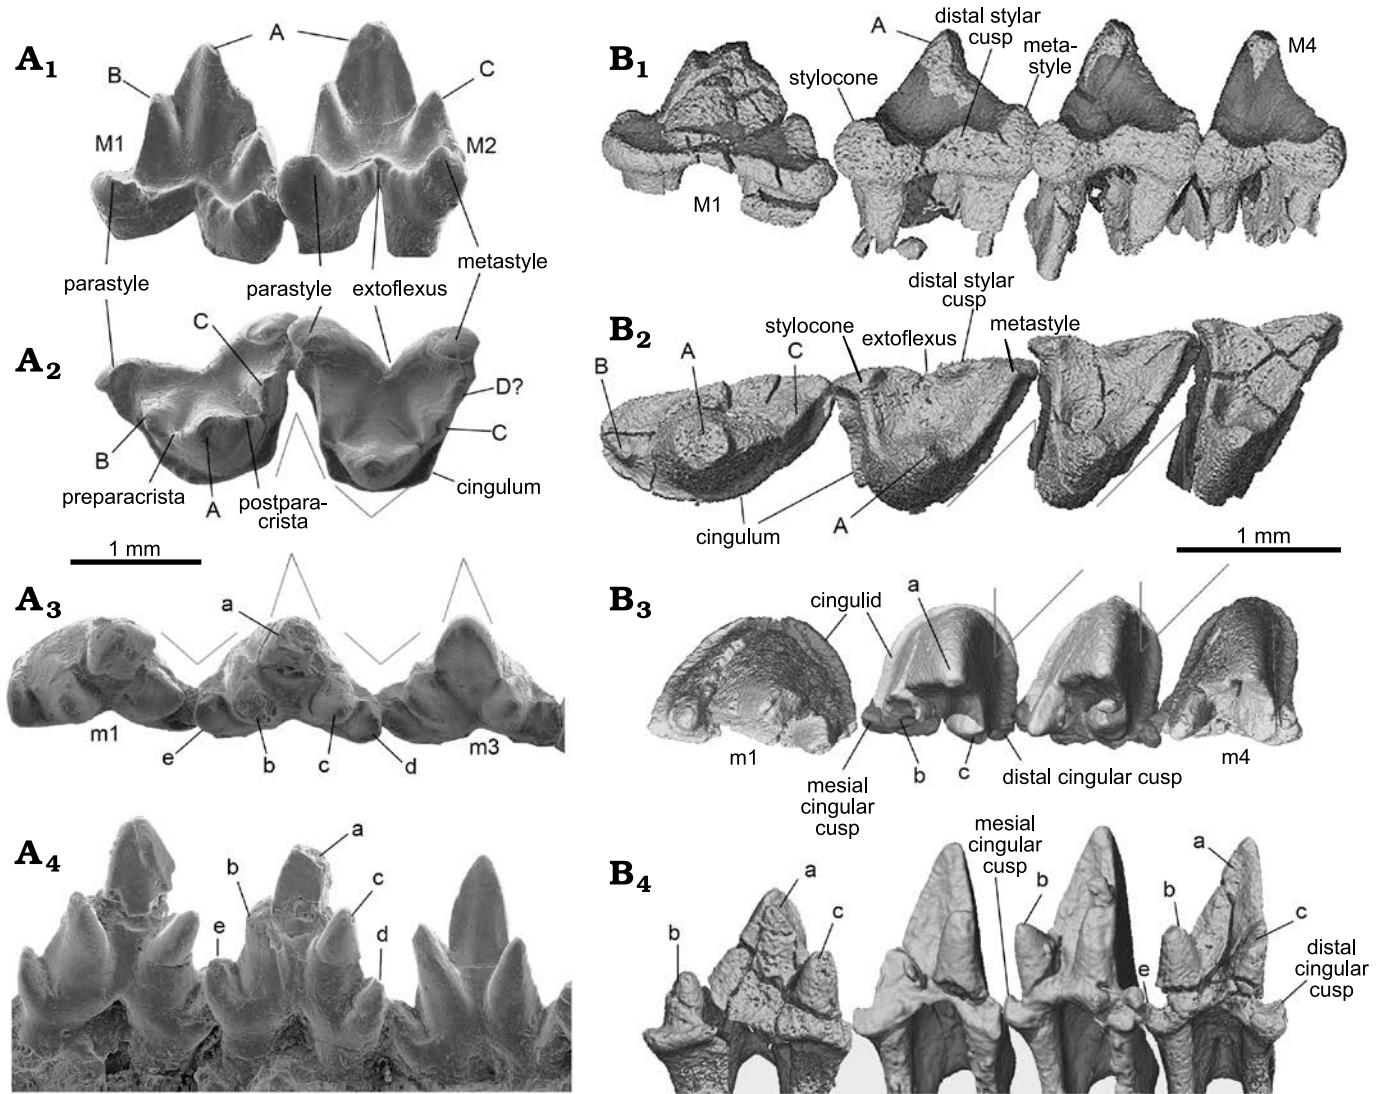 A1
A
B
C
M1
M2
parastyle
parastyle
extoflexus
metastyle
A2
C
B
preparacrista
A
postpara-
crista
D?
C
cingulum
1 mm
A3
a
m1
e
b
c
d
m3
A4
a
b
c
e
d
B1
A
distal stylar
cusp
meta-
style
M4
stylocone
M1
B2
distal stylar
cusp
stylocone
extoflexus
metastyle
B
A
C
cingulum
A
1 mm
B3
cingulid
a
m1
mesial
cingular
cusp
b
c
distal cingular cusp
m4
B4
mesial
cingular
cusp
a
b
c
b
b
a
c
e
distal
cingular
cusp